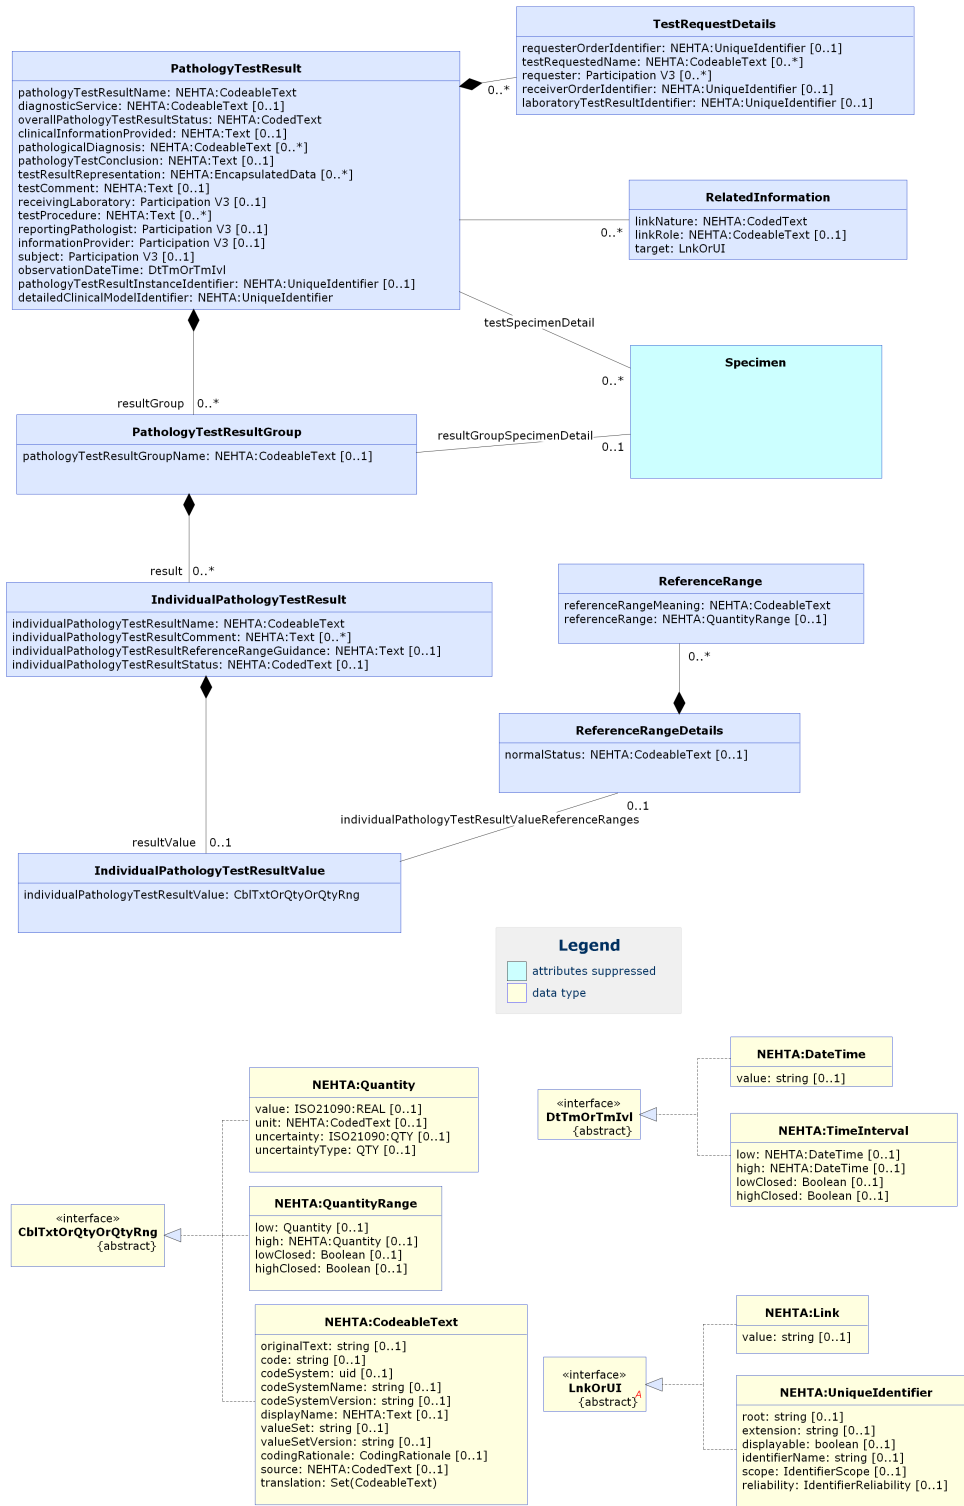 TestRequestDetails
requesterOrderIdentifier: NEHTA:UniqueIdentifier [0..1]
testRequestedName: NEHTA:CodeableText [0..*]
requester: Participation V3 [0..*]
receiverOrderIdentifier: NEHTA:UniqueIdentifier [0..1]
laboratoryTestResultIdentifier: NEHTA:UniqueIdentifier [0..1]
0..*
PathologyTestResult
pathologyTestResultName: NEHTA:CodeableText
diagnosticService: NEHTA:CodeableText [0..1]
overallPathologyTestResultStatus: NEHTA:CodedText
clinicalInformationProvided: NEHTA:Text [0..1]
pathologicalDiagnosis: NEHTA:CodeableText [0..*]
pathologyTestConclusion: NEHTA:Text [0..1]
testResultRepresentation: NEHTA:EncapsulatedData [0..*]
testComment: NEHTA:Text [0..1]
receivingLaboratory: Participation V3 [0..1]
testProcedure: NEHTA:Text [0..*]
reportingPathologist: Participation V3 [0..1]
informationProvider: Participation V3 [0..1]
subject: Participation V3 [0..1]
observationDateTime: DtTmOrTmIvl
pathologyTestResultInstanceIdentifier: NEHTA:UniqueIdentifier [0..1]
detailedClinicalModelIdentifier: NEHTA:UniqueIdentifier
RelatedInformation
linkNature: NEHTA:CodedText
linkRole: NEHTA:CodeableText [0..1]
target: LnkOrUI
0..*
testSpecimenDetail
0..*
Specimen
resultGroup 0..*
PathologyTestResultGroup
pathologyTestResultGroupName: NEHTA:CodeableText [0..1]
resultGroupSpecimenDetail
0..1
result 0..*
IndividualPathologyTestResult
individualPathologyTestResultName: NEHTA:CodeableText
individualPathologyTestResultComment: NEHTA:Text [0..*]
individualPathologyTestResultReferenceRangeGuidance: NEHTA:Text [0..1]
individualPathologyTestResultStatus: NEHTA:CodedText [0..1]
ReferenceRange
referenceRangeMeaning: NEHTA:CodeableText
referenceRange: NEHTA:QuantityRange [0..1]
0..*
ReferenceRangeDetails
normalStatus: NEHTA:CodeableText [0..1]
0..1
individualPathologyTestResultValueReferenceRanges
resultValue 0..1
IndividualPathologyTestResultValue
individualPathologyTestResultValue: CblTxtOrQtyOrQtyRng
Legend
attributes suppressed
data type
NEHTA:DateTime
value: string [0..1]
«interface»
DtTmOrTmIvl
{abstract}
NEHTA:TimeInterval
low: NEHTA:DateTime [0..1]
high: NEHTA:DateTime [0..1]
lowClosed: Boolean [0..1]
highClosed: Boolean [0..1]
NEHTA:Quantity
value: ISO21090:REAL [0..1]
unit: NEHTA:CodedText [0..1]
uncertainty: ISO21090:QTY [0..1]
uncertaintyType: QTY [0..1]
«interface»
CblTxtOrQtyOrQtyRng
{abstract}
NEHTA:QuantityRange
low: Quantity [0..1]
high: NEHTA:Quantity [0..1]
lowClosed: Boolean [0..1]
highClosed: Boolean [0..1]
NEHTA:CodeableText
originalText: string [0..1]
code: string [0..1]
codeSystem: uid [0..1]
codeSystemName: string [0..1]
codeSystemVersion: string [0..1]
displayName: NEHTA:Text [0..1]
valueSet: string [0..1]
valueSetVersion: string [0..1]
codingRationale: CodingRationale [0..1]
source: NEHTA:CodedText [0..1]
translation: Set(CodeableText)
NEHTA:Link
value: string [0..1]
«interface»
LnkOrUI
{abstract}
A
NEHTA:UniqueIdentifier
root: string [0..1]
extension: string [0..1]
displayable: boolean [0..1]
identifierName: string [0..1]
scope: IdentifierScope [0..1]
reliability: IdentifierReliability [0..1]